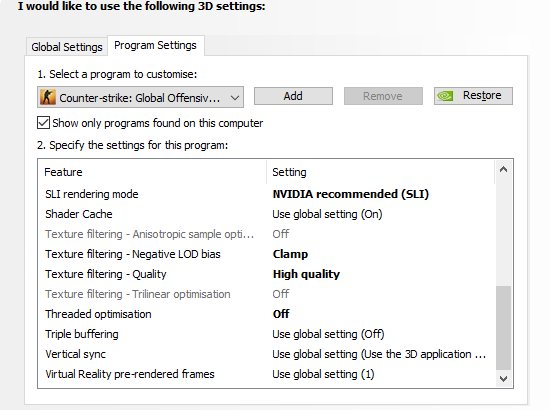 I would like to use the following 3D settings:
Global Settings Program Settings
1. Select a program to customise:
Counter-strike: Global Offensiv... Add Remove Restore
Show only programs found on this computer
2. Specify the settings for this program:
Feature Setting
SLI rendering mode NVIDIA recommended (SLI)
Shader Cache Use global setting (On)
Texture filtering - Anisotropic sample opti... Off
Texture filtering - Negative LOD bias Clamp
Texture filtering - Quality High quality
Texture filtering - Trilinear optimisation Off
Threaded optimisation Off
Triple buffering Use global setting (Off)
Vertical sync Use global setting (Use the 3D application ...
Virtual Reality pre-rendered frames Use global setting (1)